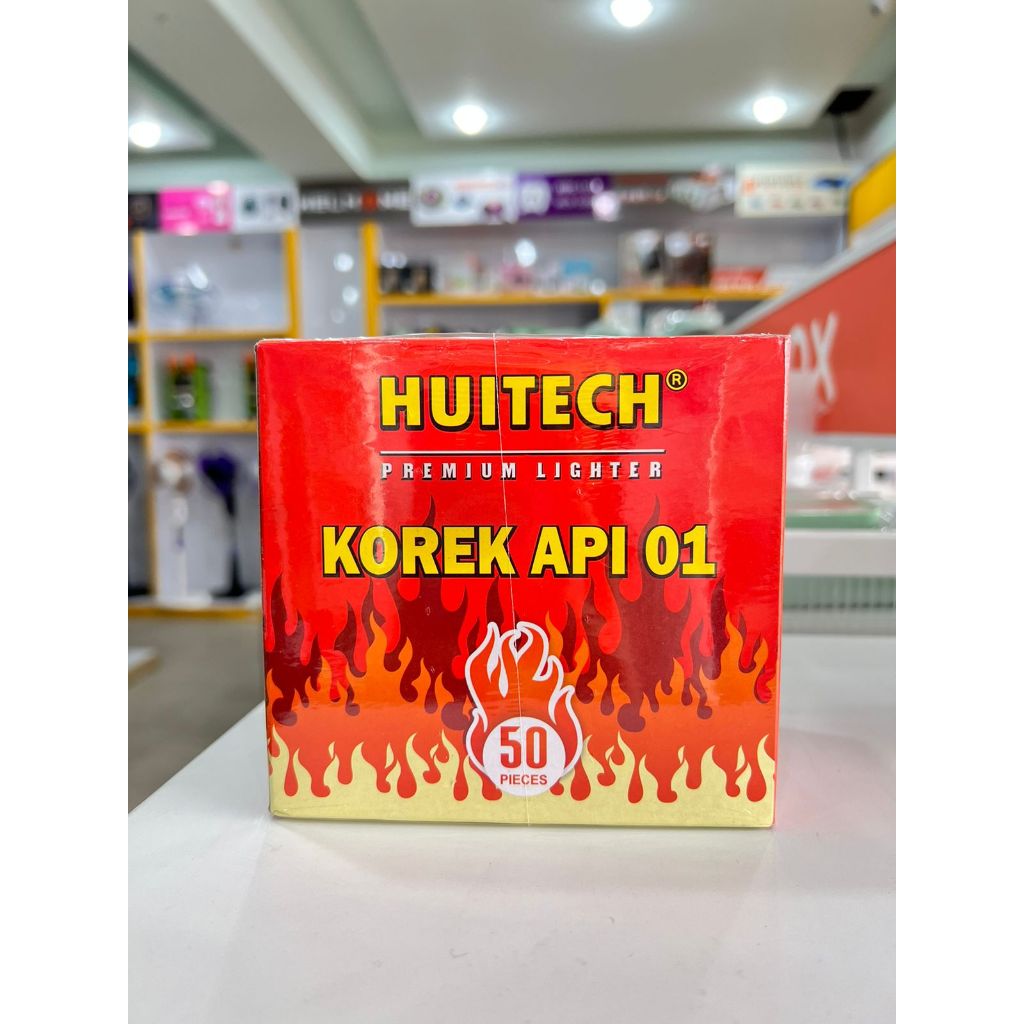 HUITECH®
PREMIUM LIGHTER
KOREK API 01
50
PIECES